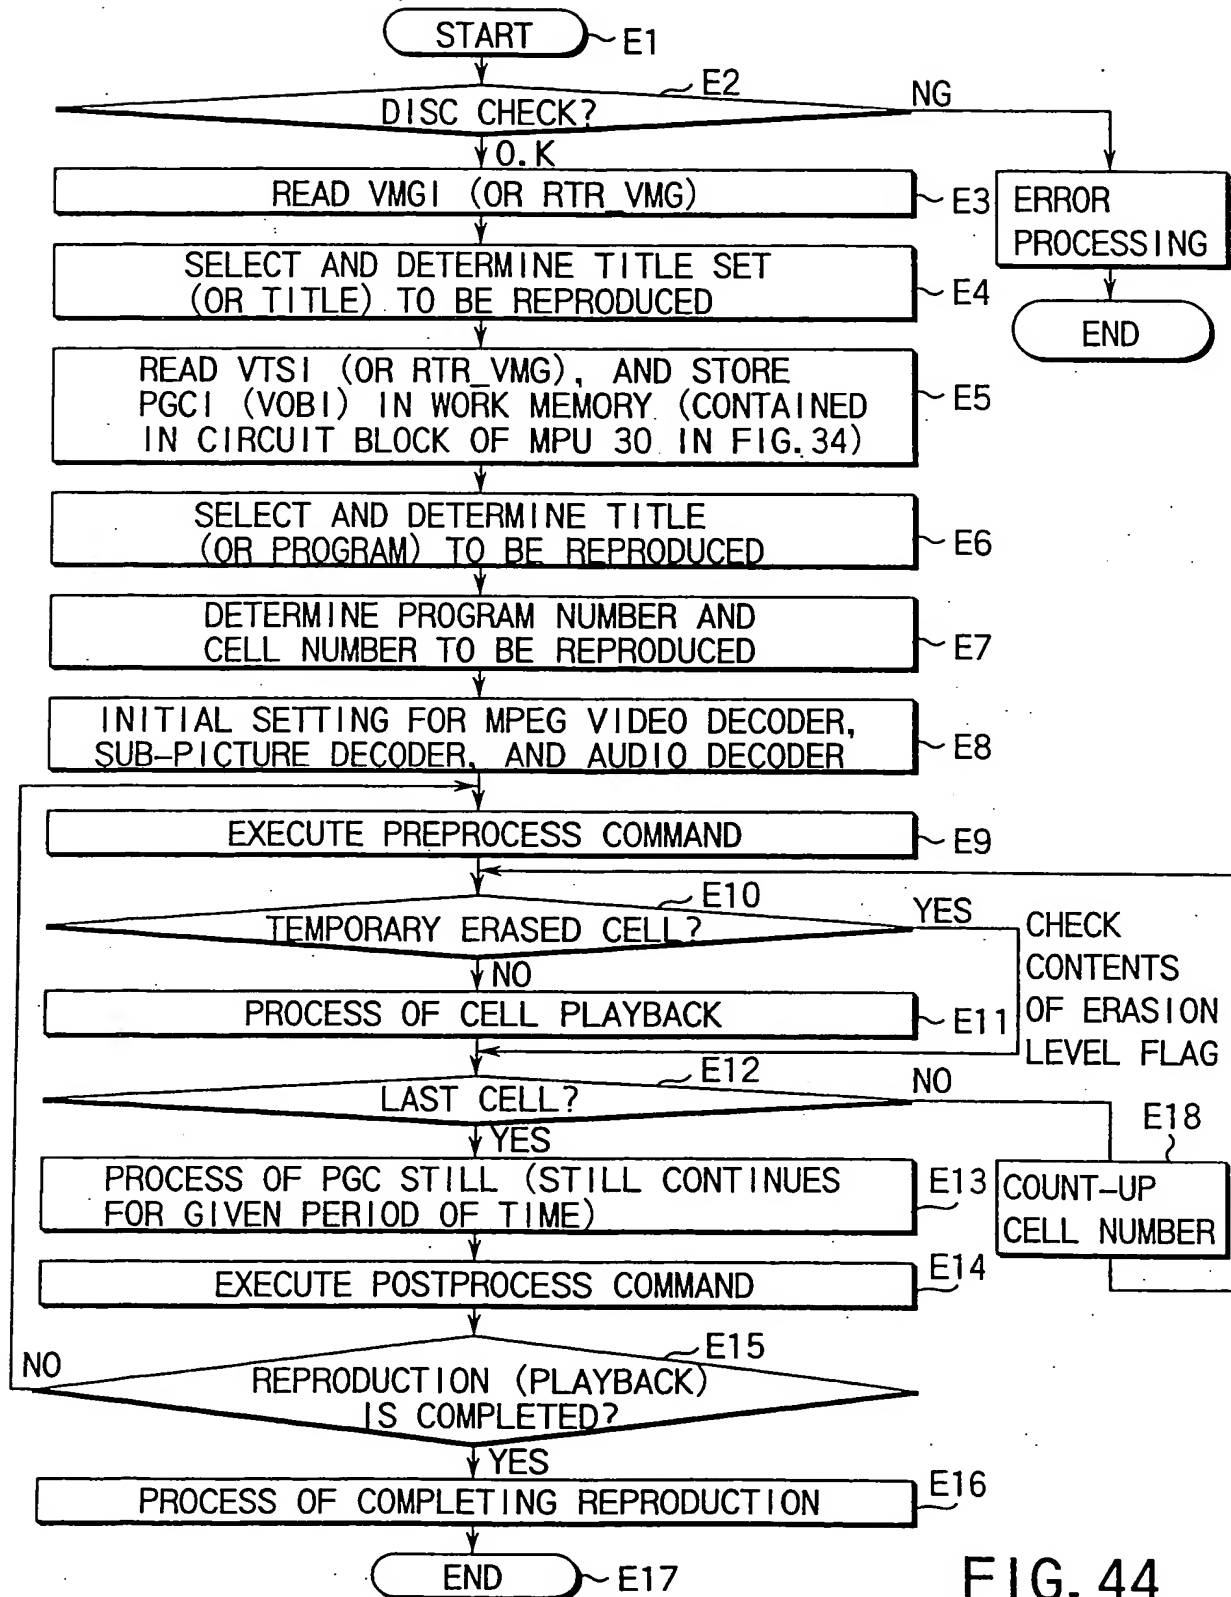 START
E1
DISC CHECK?
E2
NG
O.K
READ VMGI (OR RTR_VMG)
E3
ERROR
PROCESSING
END
SELECT AND DETERMINE TITLE SET
(OR TITLE) TO BE REPRODUCED
E4
READ VTSI (OR RTR_VMG), AND STORE
PGCI (VOBI) IN WORK MEMORY (CONTAINED
IN CIRCUIT BLOCK OF MPU 30 IN FIG.34)
E5
SELECT AND DETERMINE TITLE
(OR PROGRAM) TO BE REPRODUCED
E6
DETERMINE PROGRAM NUMBER AND
CELL NUMBER TO BE REPRODUCED
E7
INITIAL SETTING FOR MPEG VIDEO DECODER,
SUB-PICTURE DECODER, AND AUDIO DECODER
E8
EXECUTE PREPROCESS COMMAND
E9
TEMPORARY ERASED CELL?
E10
YES
CHECK
CONTENTS
OF ERASION
LEVEL FLAG
NO
PROCESS OF CELL PLAYBACK
E11
LAST CELL?
E12
NO
YES
E18
COUNT-UP
CELL NUMBER
PROCESS OF PGC STILL (STILL CONTINUES
FOR GIVEN PERIOD OF TIME)
E13
EXECUTE POSTPROCESS COMMAND
E14
NO
REPRODUCTION (PLAYBACK)
IS COMPLETED?
E15
YES
PROCESS OF COMPLETING REPRODUCTION
E16
END
E17
FIG. 44